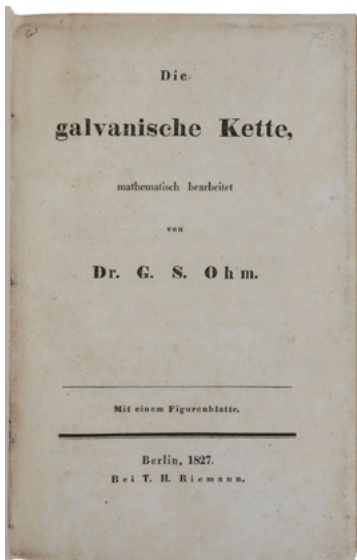 Die
galvanische Kette,
mathematisch bearbeitet
von
Dr. G. S. Ohm.
Mit einem Figurenblatte.
Berlin, 1827.
Bei T. H. Riemann.